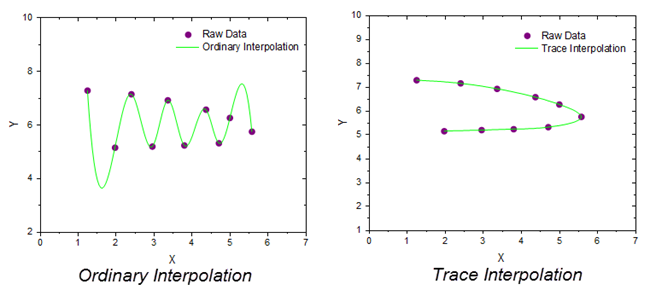 10
8
6
4
2
Y
0 1 2 3 4 5 6 7
X
Raw Data
Ordinary Interpolation
Ordinary Interpolation
10
9
8
7
6
5
4
3
2
1
Y
0 1 2 3 4 5 6 7
X
Raw Data
Trace Interpolation
Trace Interpolation